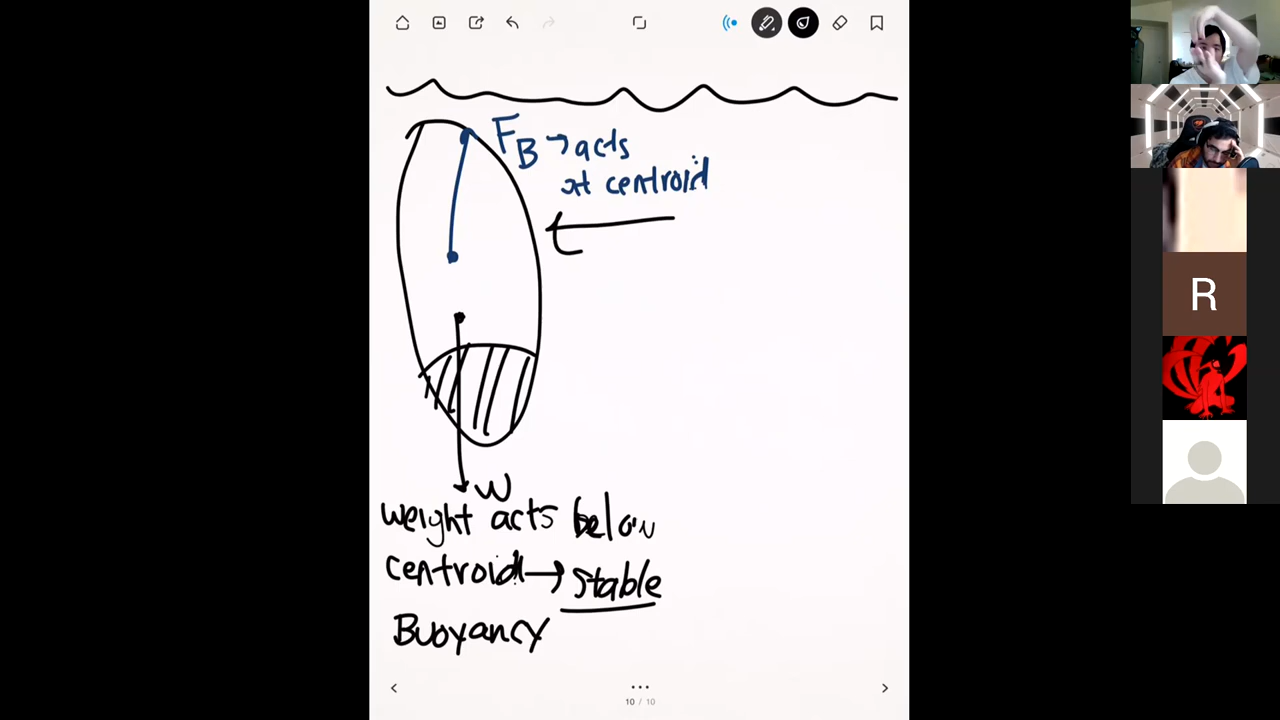 FB → acts
at centroid
W
weight acts below
centroid → stable
Buoyancy
10 / 10
R